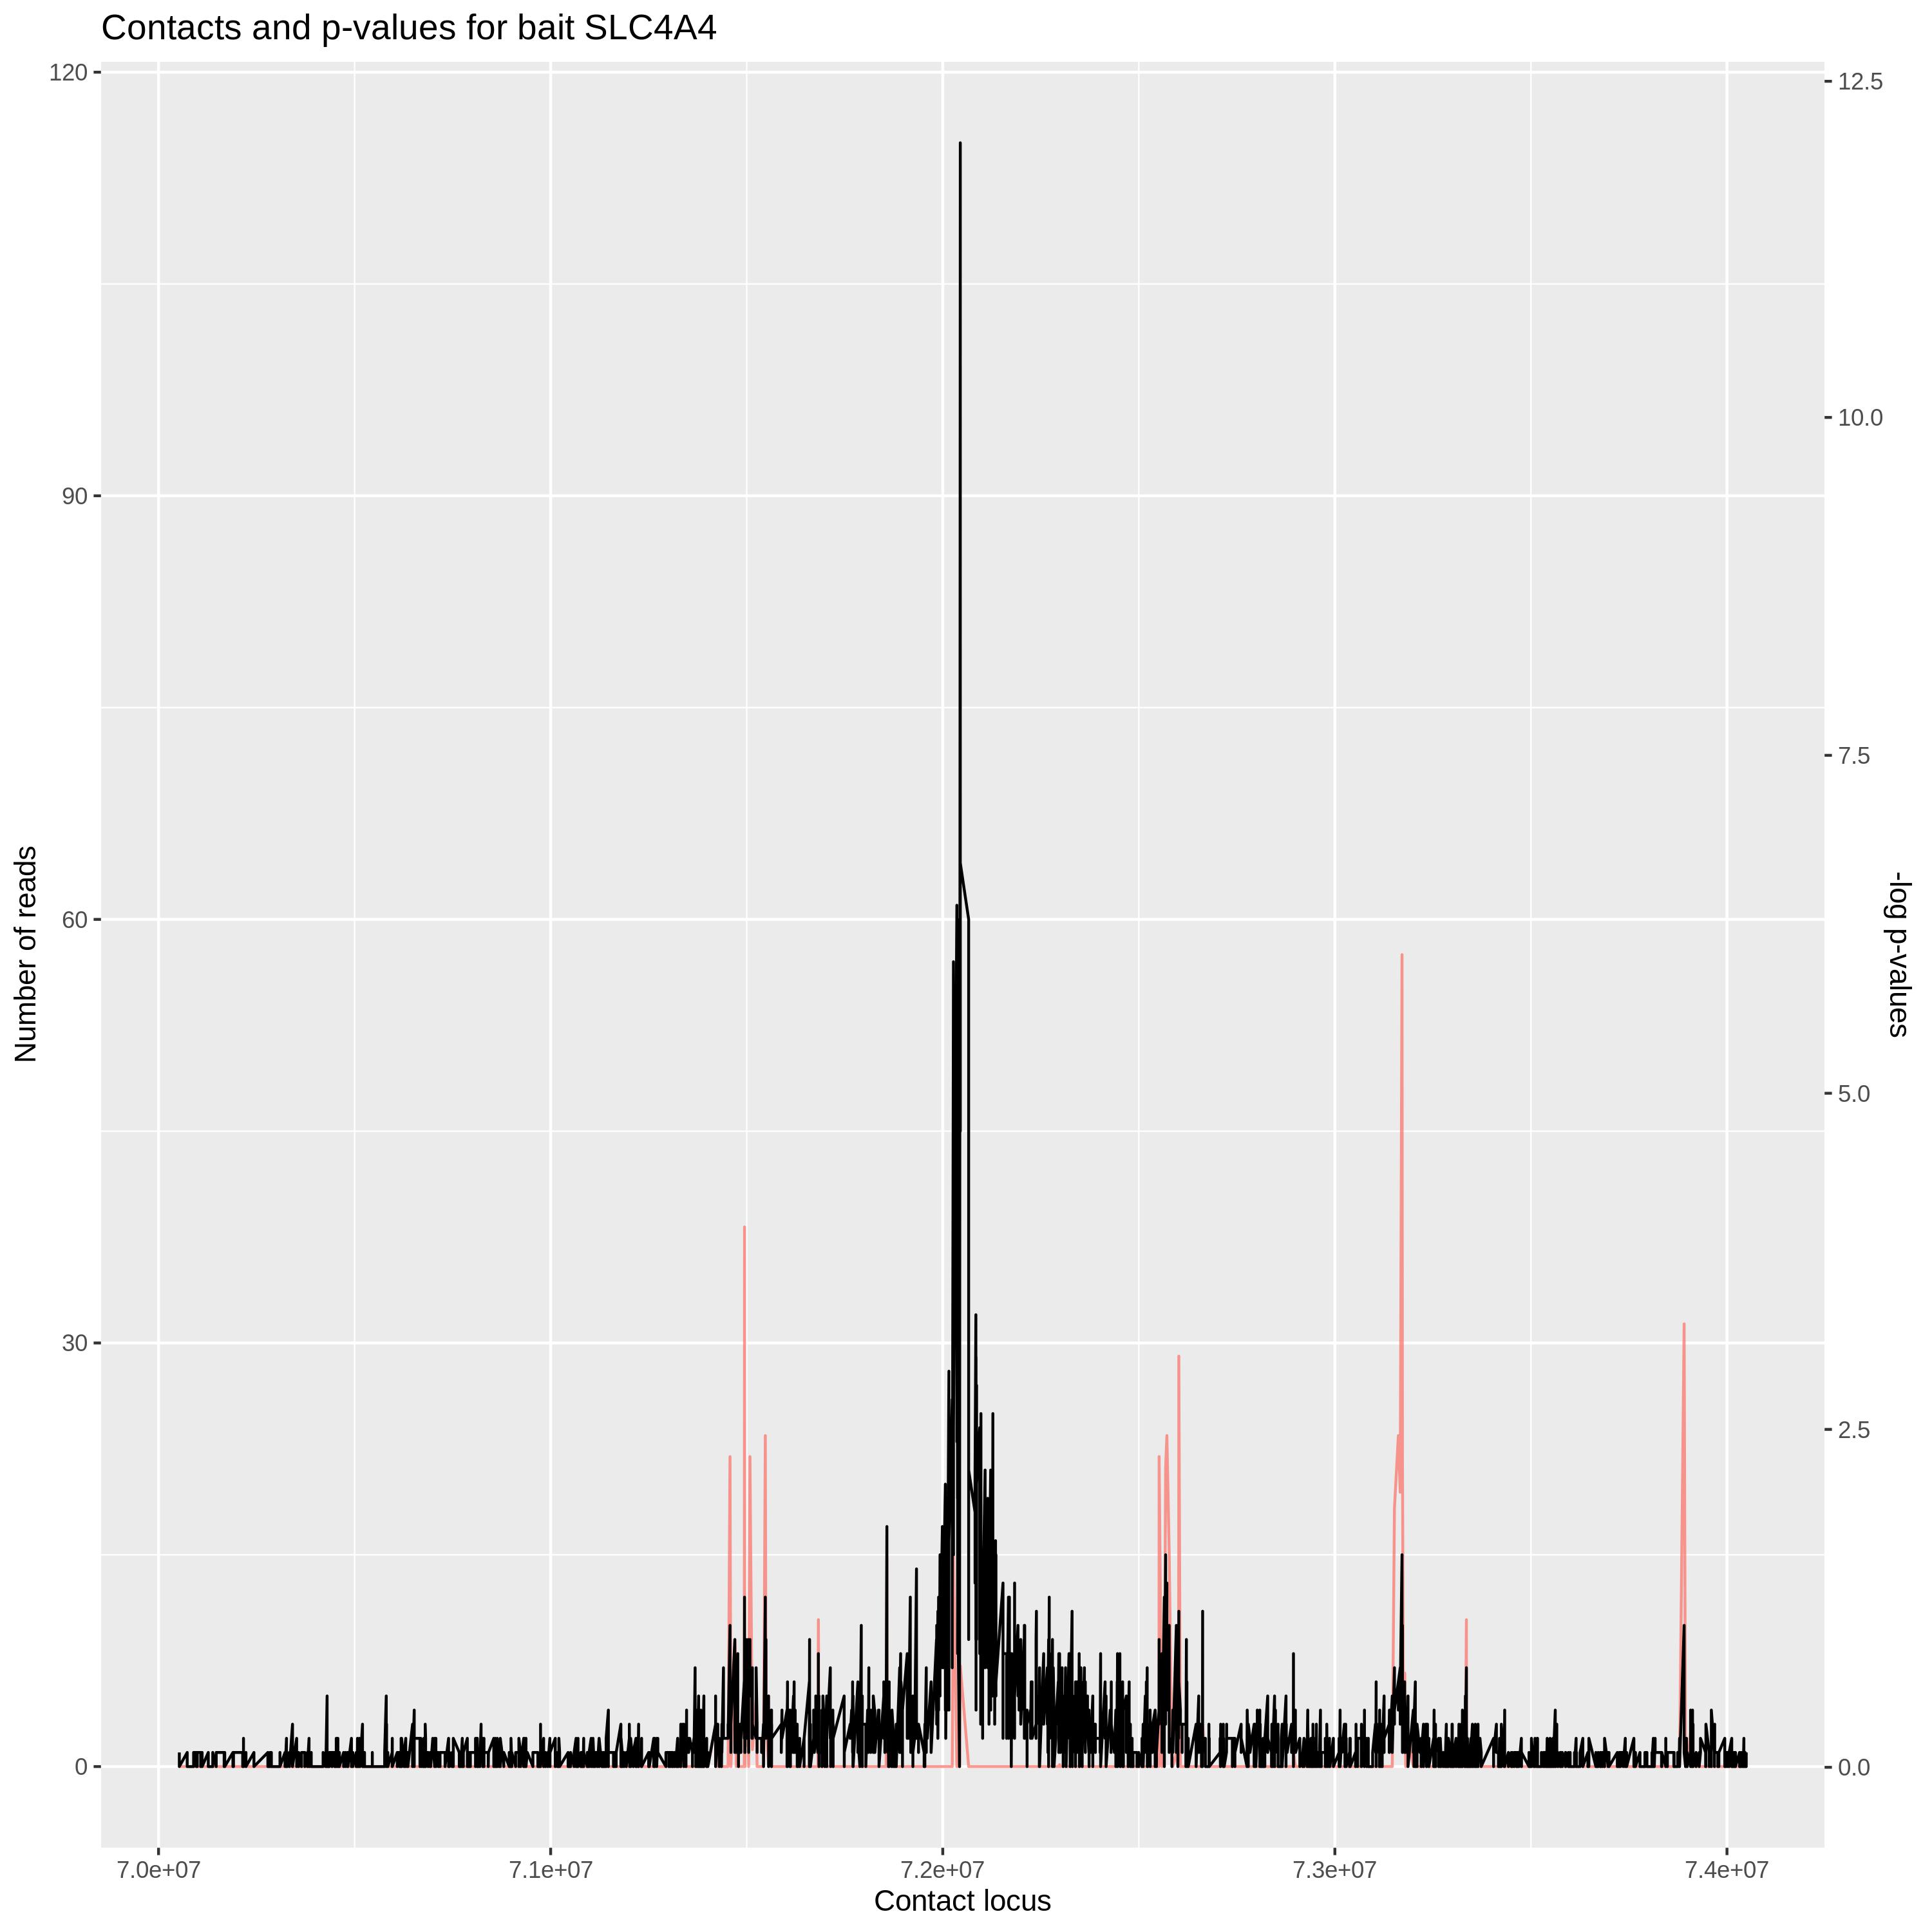 Contacts and p-values for bait SLC4A4
120
90
60
30
0
Number of reads
12.5
10.0
7.5
5.0
2.5
0.0
-log p-values
7.0e+07 7.1e+07 7.2e+07 7.3e+07 7.4e+07
Contact locus